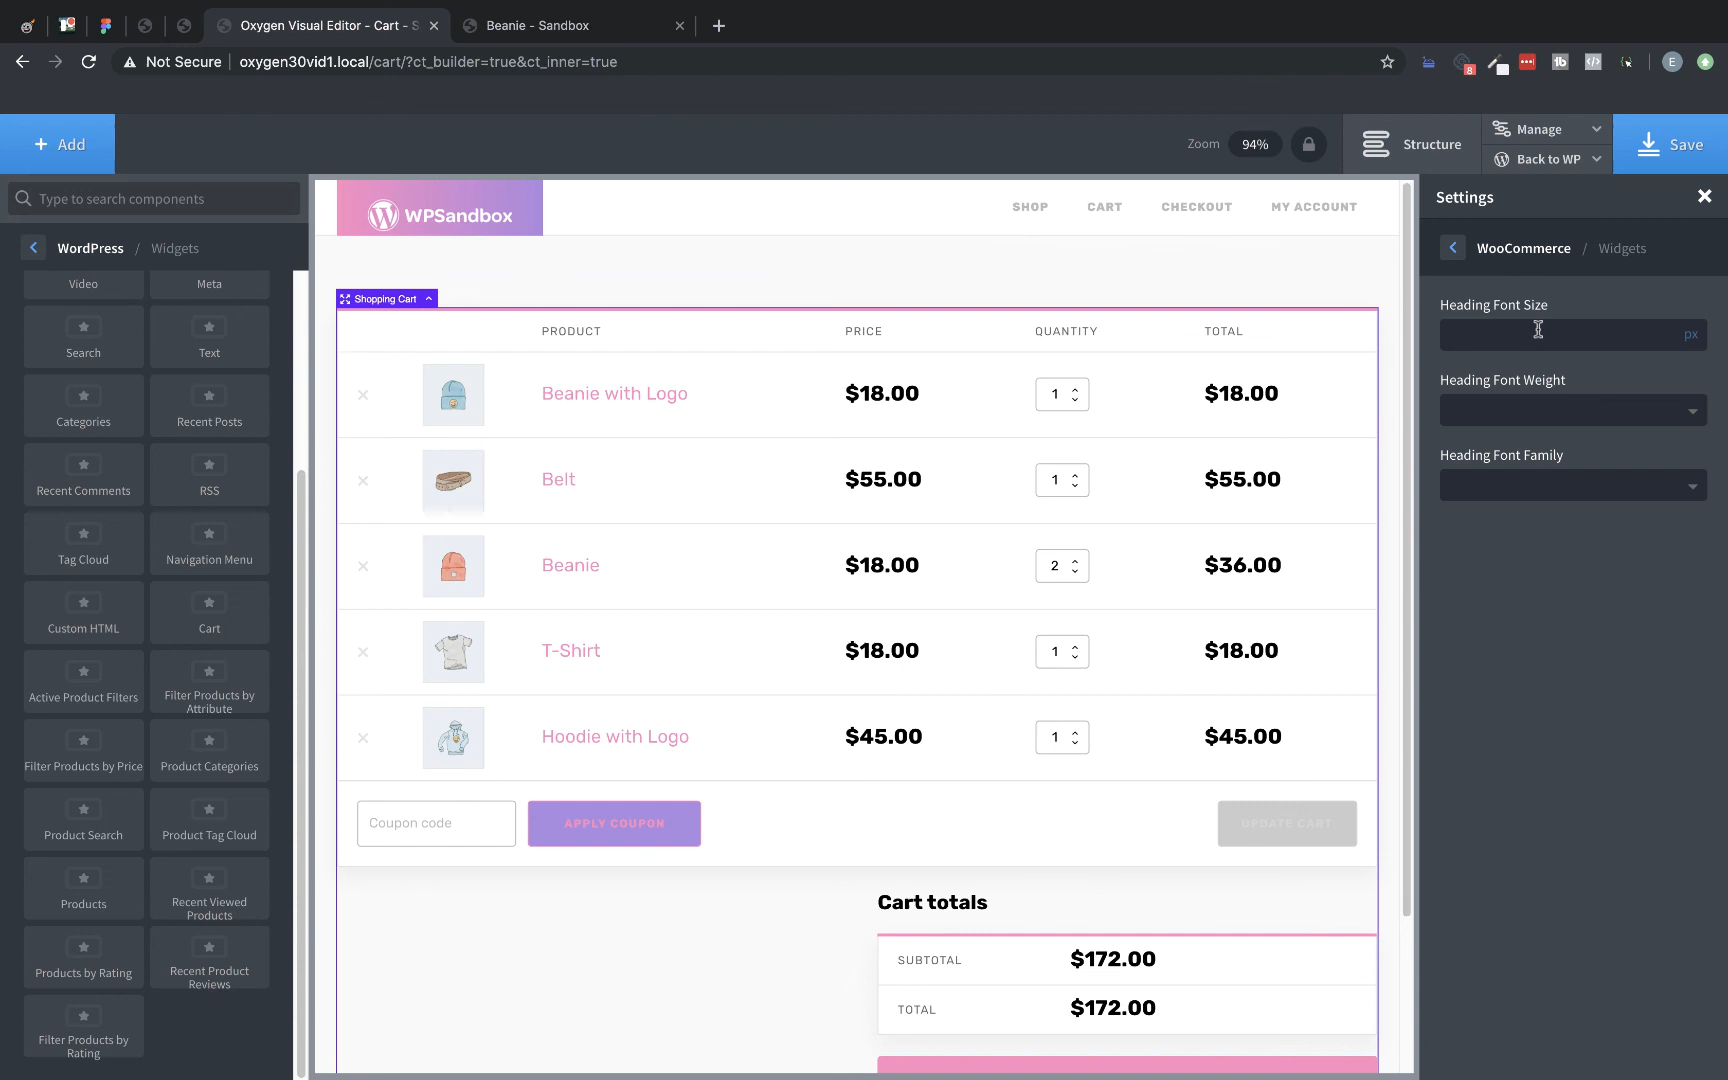 Oxygen Visual Editor - Cart - S
Beanie - Sandbox
Not Secure
oxygen30vid1.local/cart/?ct_builder=true&ct_inner=true
8
E
+ Add
Zoom
94%
Structure
Manage
Back to WP
Save
Type to search components
WordPress / Widgets
Video
Meta
Search
Text
Categories
Recent Posts
Recent Comments
RSS
Tag Cloud
Navigation Menu
Custom HTML
Cart
Active Product Filters
Filter Products by
Attribute
Filter Products by Price
Product Categories
Product Search
Product Tag Cloud
Products
Recent Viewed
Products
Products by Rating
Recent Product
Reviews
Filter Products by
Rating
WPSandbox
SHOP
CART
CHECKOUT
MY ACCOUNT
Shopping Cart
PRODUCT
PRICE
QUANTITY
TOTAL
Beanie with Logo
$18.00
1
$18.00
Belt
$55.00
1
$55.00
Beanie
$18.00
2
$36.00
T-Shirt
$18.00
1
$18.00
Hoodie with Logo
$45.00
1
$45.00
Coupon code
APPLY COUPON
UPDATE CART
Cart totals
SUBTOTAL
$172.00
TOTAL
$172.00
Settings
WooCommerce / Widgets
Heading Font Size
px
Heading Font Weight
Heading Font Family